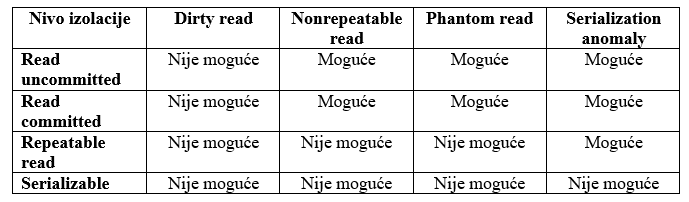 Nivo izolacije Dirty read Nonrepeatable Phantom read Serialization
read anomaly
Read Nije moguće Moguće Moguće Moguće
uncommitted
Read Nije moguće Moguće Moguće Moguće
committed
Repeatable Nije moguće Nije moguće Nije moguće Moguće
read
Serializable Nije moguće Nije moguće Nije moguće Nije moguće